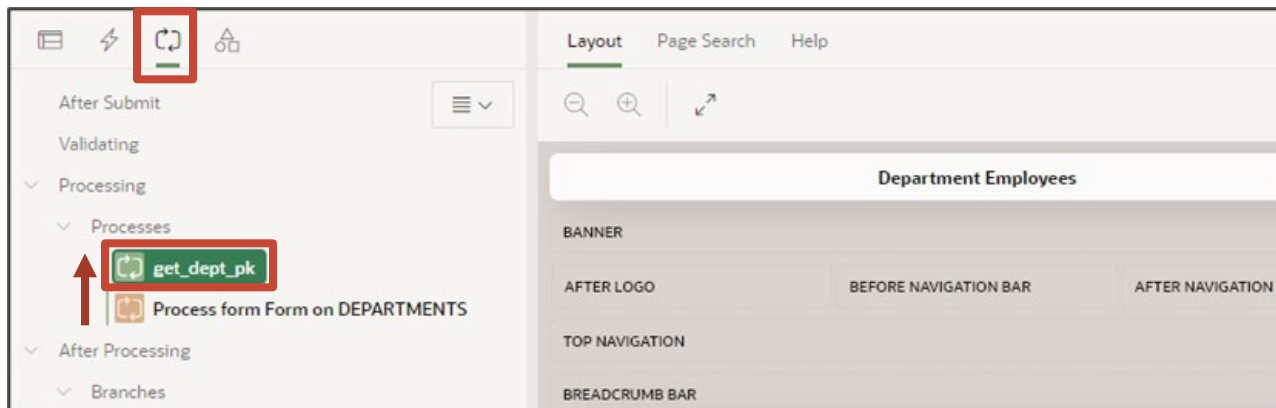 Layout Page Search Help
After Submit
Validating
Processing
Processes
get_dept_pk
Process form Form on DEPARTMENTS
After Processing
Branches
Department Employees
BANNER
AFTER LOGO BEFORE NAVIGATION BAR AFTER NAVIGATION
TOP NAVIGATION
BREADCRUMB BAR